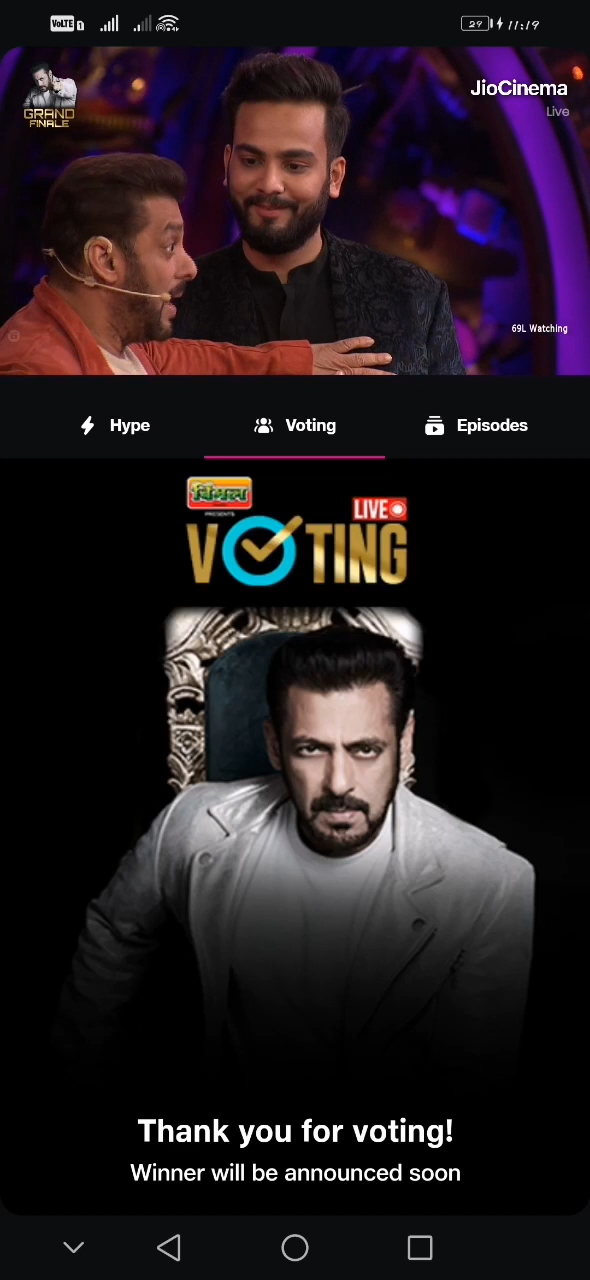 VoLTE 1 29 11:19
GRAND
FINALE
JioCinema
Live
69L Watching
Hype Voting Episodes
विमल
PRESENTS
LIVE
VOTING
Thank you for voting!
Winner will be announced soon